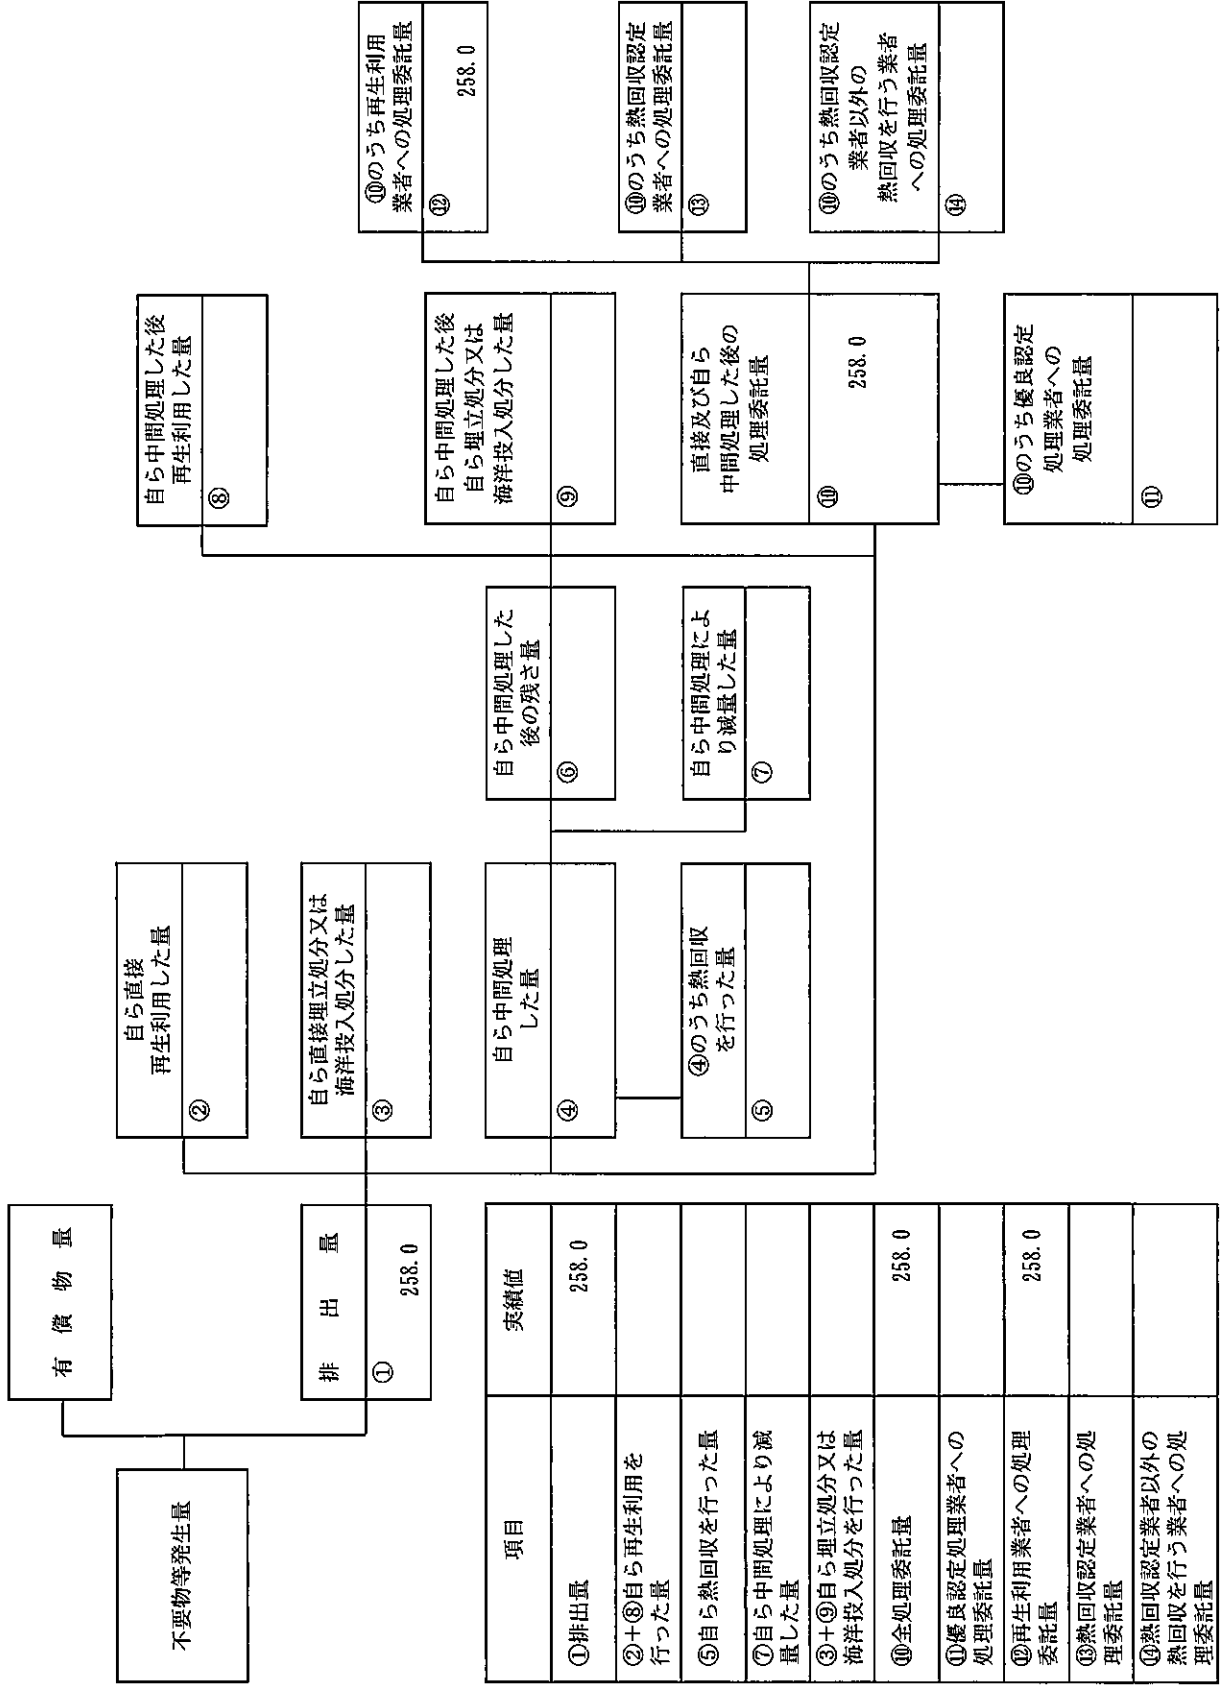 不要物等発生量
有償物量
排出量
①
258.0
自ら直接
再生利用した量
②
自ら直接埋立処分又は
海洋投入処分した量
③
自ら中間処理
した量
④
④のうち熱回収
を行った量
⑤
自ら中間処理した
後の残さ量
⑥
自ら中間処理によ
り減量した量
⑦
自ら中間処理した後
再生利用した量
⑧
自ら中間処理した後
自ら埋立処分又は
海洋投入処分した量
⑨
直接及び自ら
中間処理した後の
処理委託量
⑩
258.0
⑩のうち優良認定
処理業者への
処理委託量
⑪
⑩のうち再生利用
業者への処理委託量
⑫
258.0
⑩のうち熱回収認定
業者への処理委託量
⑬
⑩のうち熱回収認定
業者以外の
熱回収を行う業者
への処理委託量
⑭
項目 実績値
①排出量 258.0
②+⑧自ら再生利用を
行った量
⑤自ら熱回収を行った量
⑦自ら中間処理により減
量した量
③+⑨自ら埋立処分又は
海洋投入処分を行った量
⑩全処理委託量 258.0
⑪優良認定処理業者への
処理委託量
⑫再生利用業者への処理
委託量 258.0
⑬熱回収認定業者への処
理委託量
⑭熱回収認定業者以外の
熱回収を行う業者への処
理委託量